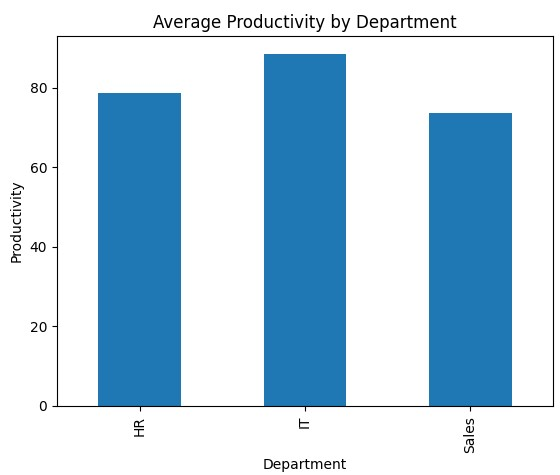 Average Productivity by Department
Productivity
80
60
40
20
0
HR
IT
Sales
Department